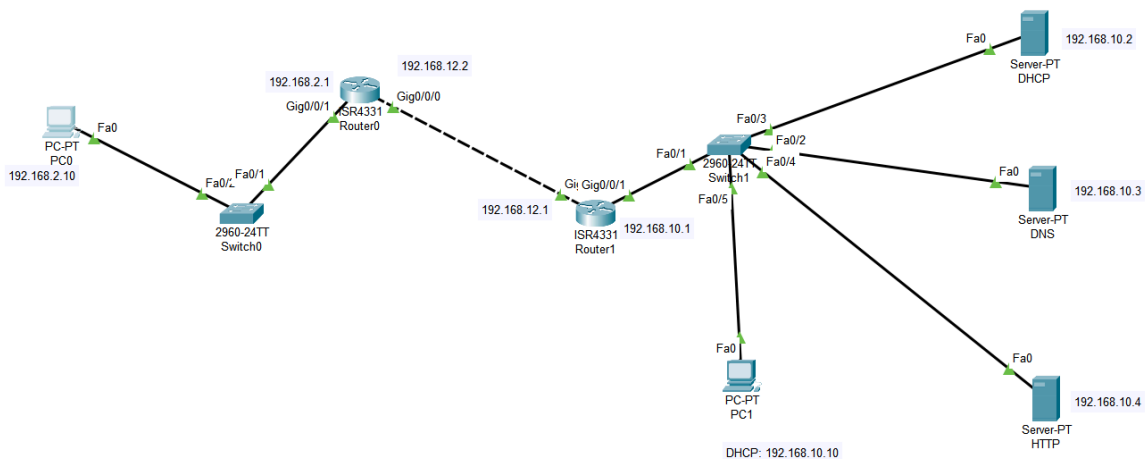 Fa0
PC-PT
PC0
192.168.2.10
Fa0/2
Fa0/1
2960-24TT
Switch0
192.168.2.1
192.168.12.2
Gig0/0/1
Gig0/0/0
ISR4331
Router0
192.168.12.1
Gig0/0/1
ISR4331
Router1
192.168.10.1
Fa0/1
Fa0/3
Fa0/2
Fa0/4
2960-24TT
Switch1
Fa0/5
Fa0
192.168.10.2
Server-PT
DHCP
Fa0
192.168.10.3
Server-PT
DNS
Fa0
192.168.10.4
Server-PT
HTTP
Fa0
PC-PT
PC1
DHCP: 192.168.10.10